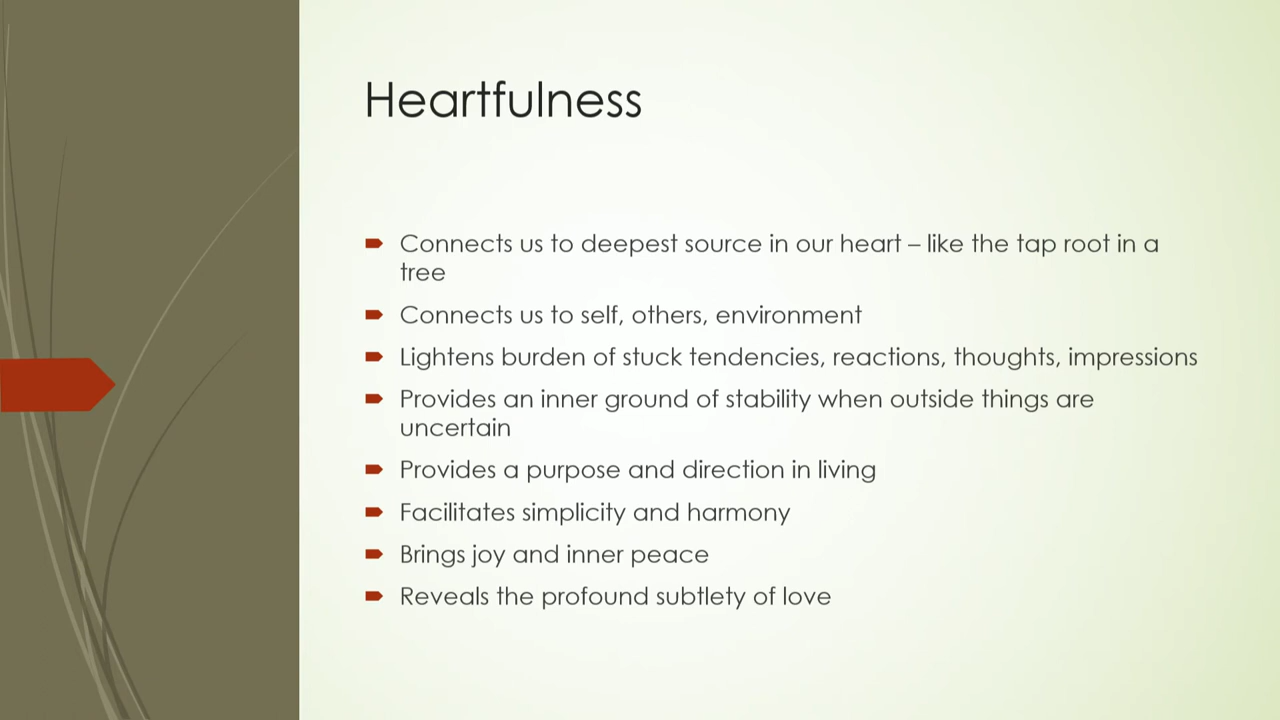 Heartfulness
Connects us to deepest source in our heart – like the tap root in a
tree
Connects us to self, others, environment
Lightens burden of stuck tendencies, reactions, thoughts, impressions
Provides an inner ground of stability when outside things are
uncertain
Provides a purpose and direction in living
Facilitates simplicity and harmony
Brings joy and inner peace
Reveals the profound subtlety of love